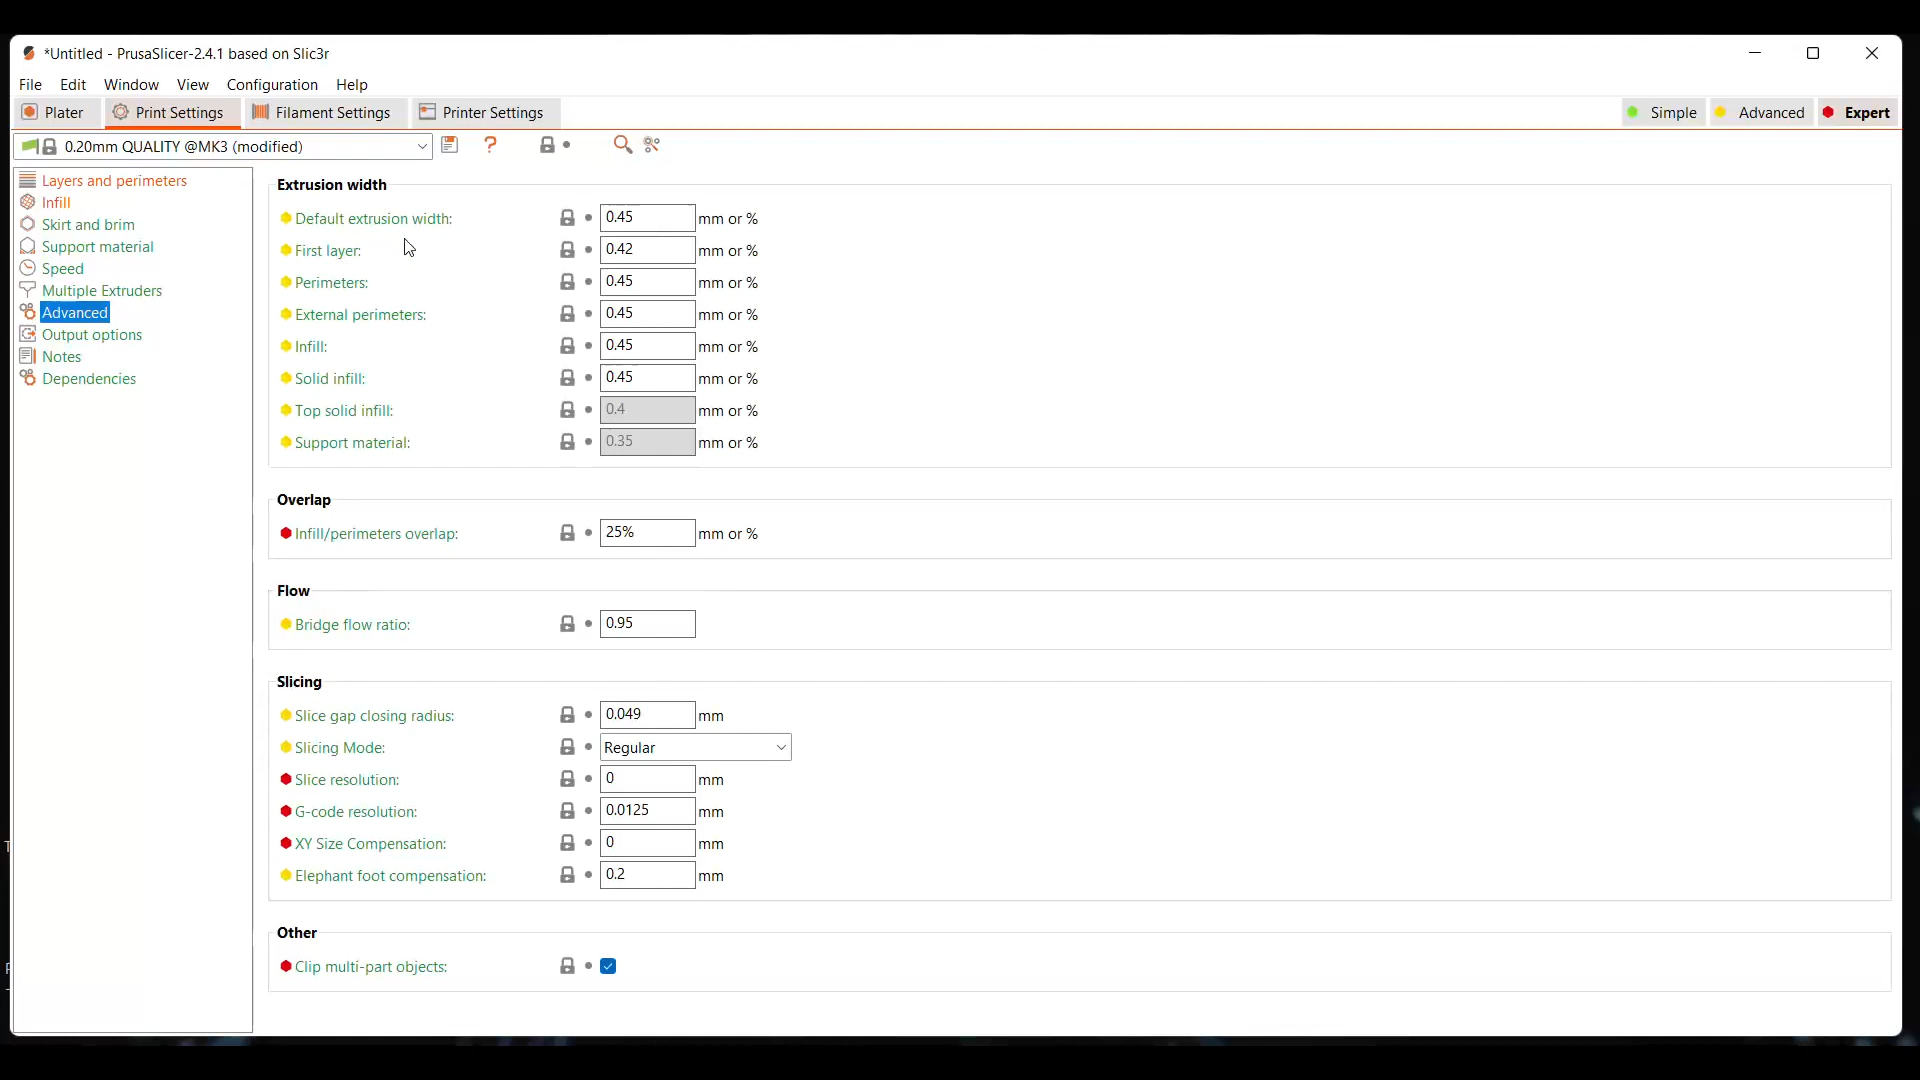 *Untitled - PrusaSlicer-2.4.1 based on Slic3r
File Edit Window View Configuration Help
Plater Print Settings Filament Settings Printer Settings Simple Advanced Expert
0.20mm QUALITY @MK3 (modified)
Layers and perimeters
Infill
Skirt and brim
Support material
Speed
Multiple Extruders
Advanced
Output options
Notes
Dependencies
Extrusion width
Default extrusion width: 0.45 mm or %
First layer: 0.42 mm or %
Perimeters: 0.45 mm or %
External perimeters: 0.45 mm or %
Infill: 0.45 mm or %
Solid infill: 0.45 mm or %
Top solid infill: 0.4 mm or %
Support material: 0.35 mm or %
Overlap
Infill/perimeters overlap: 25% mm or %
Flow
Bridge flow ratio: 0.95
Slicing
Slice gap closing radius: 0.049 mm
Slicing Mode: Regular
Slice resolution: 0 mm
G-code resolution: 0.0125 mm
XY Size Compensation: 0 mm
Elephant foot compensation: 0.2 mm
Other
Clip multi-part objects: